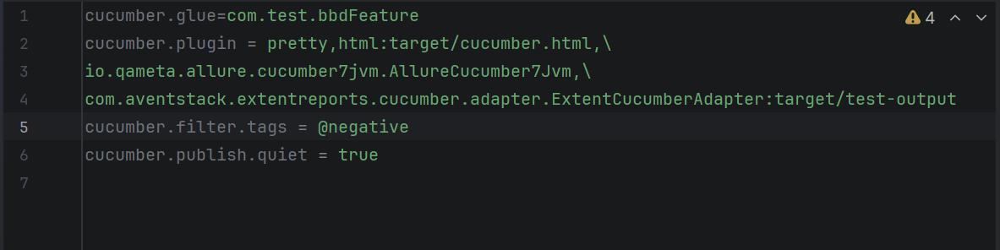 1 cucumber.glue=com.test.bbdFeature
4
2 cucumber.plugin = pretty,html:target/cucumber.html,\
3 io.qameta.allure.cucumber7jvm.AllureCucumber7Jvm,\
4 com.aventstack.extentreports.cucumber.adapter.ExtentCucumberAdapter:target/test-output
5 cucumber.filter.tags = @negative
6 cucumber.publish.quiet = true
7